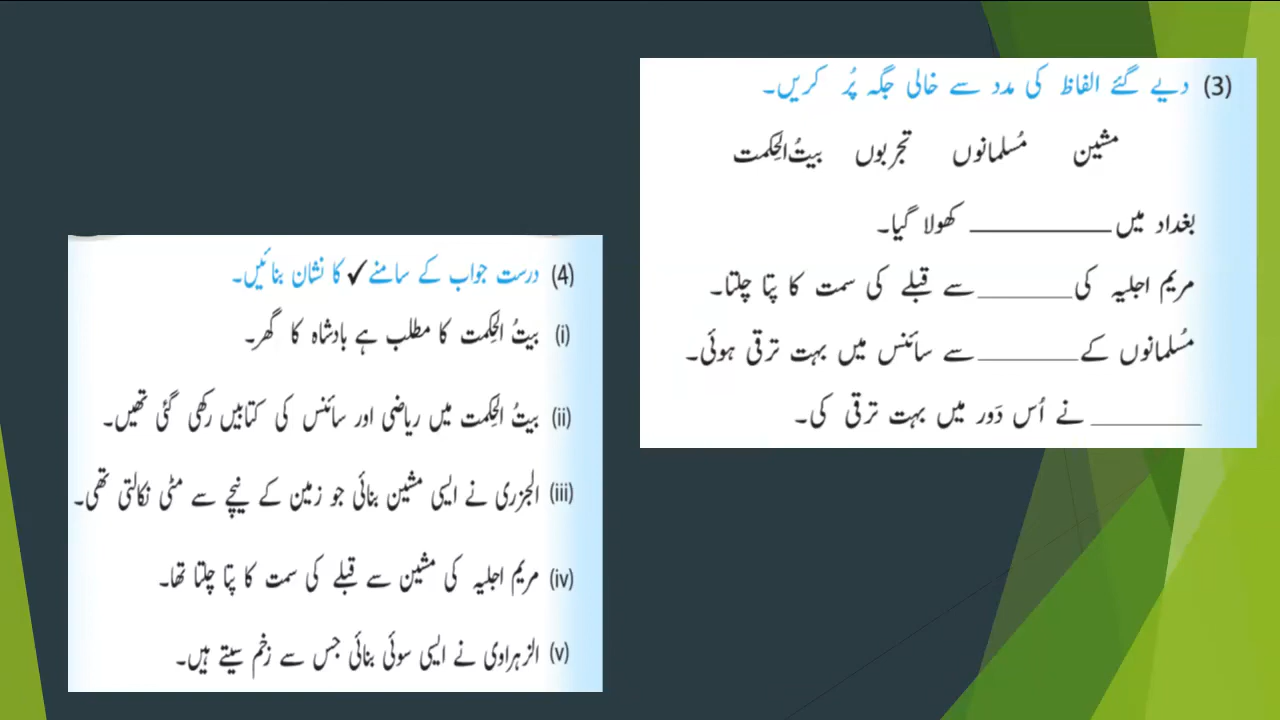 (3) دیے گئے الفاظ کی مدد سے خالی جگہ پُر کریں۔
مشین مُسلمانوں تجربوں بیتُ الحِکمت
بغداد میں __________ کھولا گیا۔
مریم اجلیہ کی ________ سے قبلے کی سمت کا پتا چلتا۔
مُسلمانوں کے ________ سے سائنس میں بہت ترقی ہوئی۔
________ نے اُس دَور میں بہت ترقی کی۔
(4) درست جواب کے سامنے ✓ کا نشان بنائیں۔
(i) بیتُ الحِکمت کا مطلب ہے بادشاہ کا گھر۔
(ii) بیتُ الحِکمت میں ریاضی اور سائنس کی کتابیں رکھی گئی تھیں۔
(iii) الجزری نے ایسی مشین بنائی جو زمین کے نیچے سے مٹی نکالتی تھی۔
(iv) مریم اجلیہ کی مشین سے قبلے کی سمت کا پتا چلتا تھا۔
(v) الزہراوی نے ایسی سوئی بنائی جس سے زخم سیتے ہیں۔